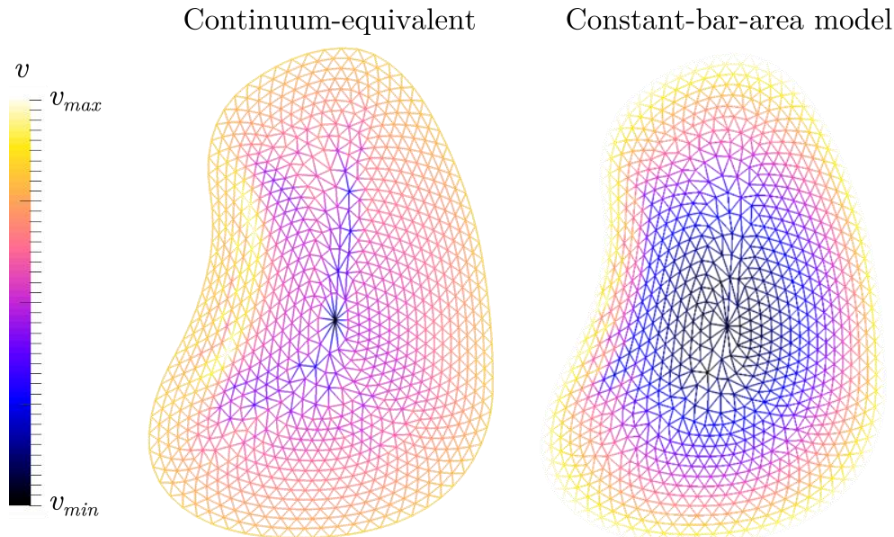 Continuum-equivalent
Constant-bar-area model
v
v_max
v_min